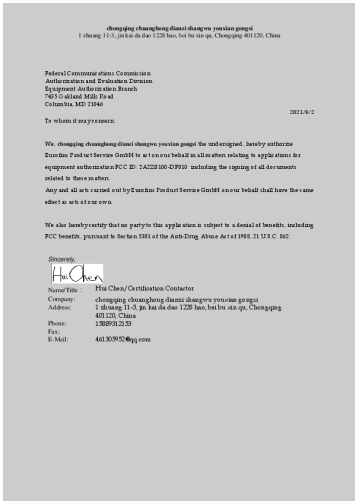 chongqing chuanghong dianzi shangwu youxian gongsi
1 zhuang 11-3, jin kai da dao 1228 hao, bei bu xin qu, Chongqing 401120, China
Federal Communications Commission
Authorization and Evaluation Division
Equipment Authorization Branch
7435 Oakland Mills Road
Columbia, MD 21046
2021/9/2
To whom it may concern
We, chongqing chuanghong dianzi shangwu youxian gongsi the undersigned, hereby authorize
Eurofins Product Service GmbH to act on our behalf in all matters relating to applications for
equipment authorization FCC ID: 2A2ZS100-DP010 including the signing of all documents
related to these matters.
Any and all acts carried out by Eurofins Product Service GmbH on our behalf shall have the same
effect as acts of our own.
We also hereby certify that no party to this application is subject to a denial of benefits, including
FCC benefits, pursuant to Section 5301 of the Anti-Drug Abuse Act of 1988, 21 U.S.C. 862.
Sincerely,
Hui Chen
Name/Title : Hui Chen/ Certification Contactor
Company: chongqing chuanghong dianzi shangwu youxian gongsi
Address: 1 zhuang 11-3, jin kai da dao 1228 hao, bei bu xin qu, Chongqing
401120, China
Phone: 15889312153
Fax:
E-Mail: 461305952@qq.com